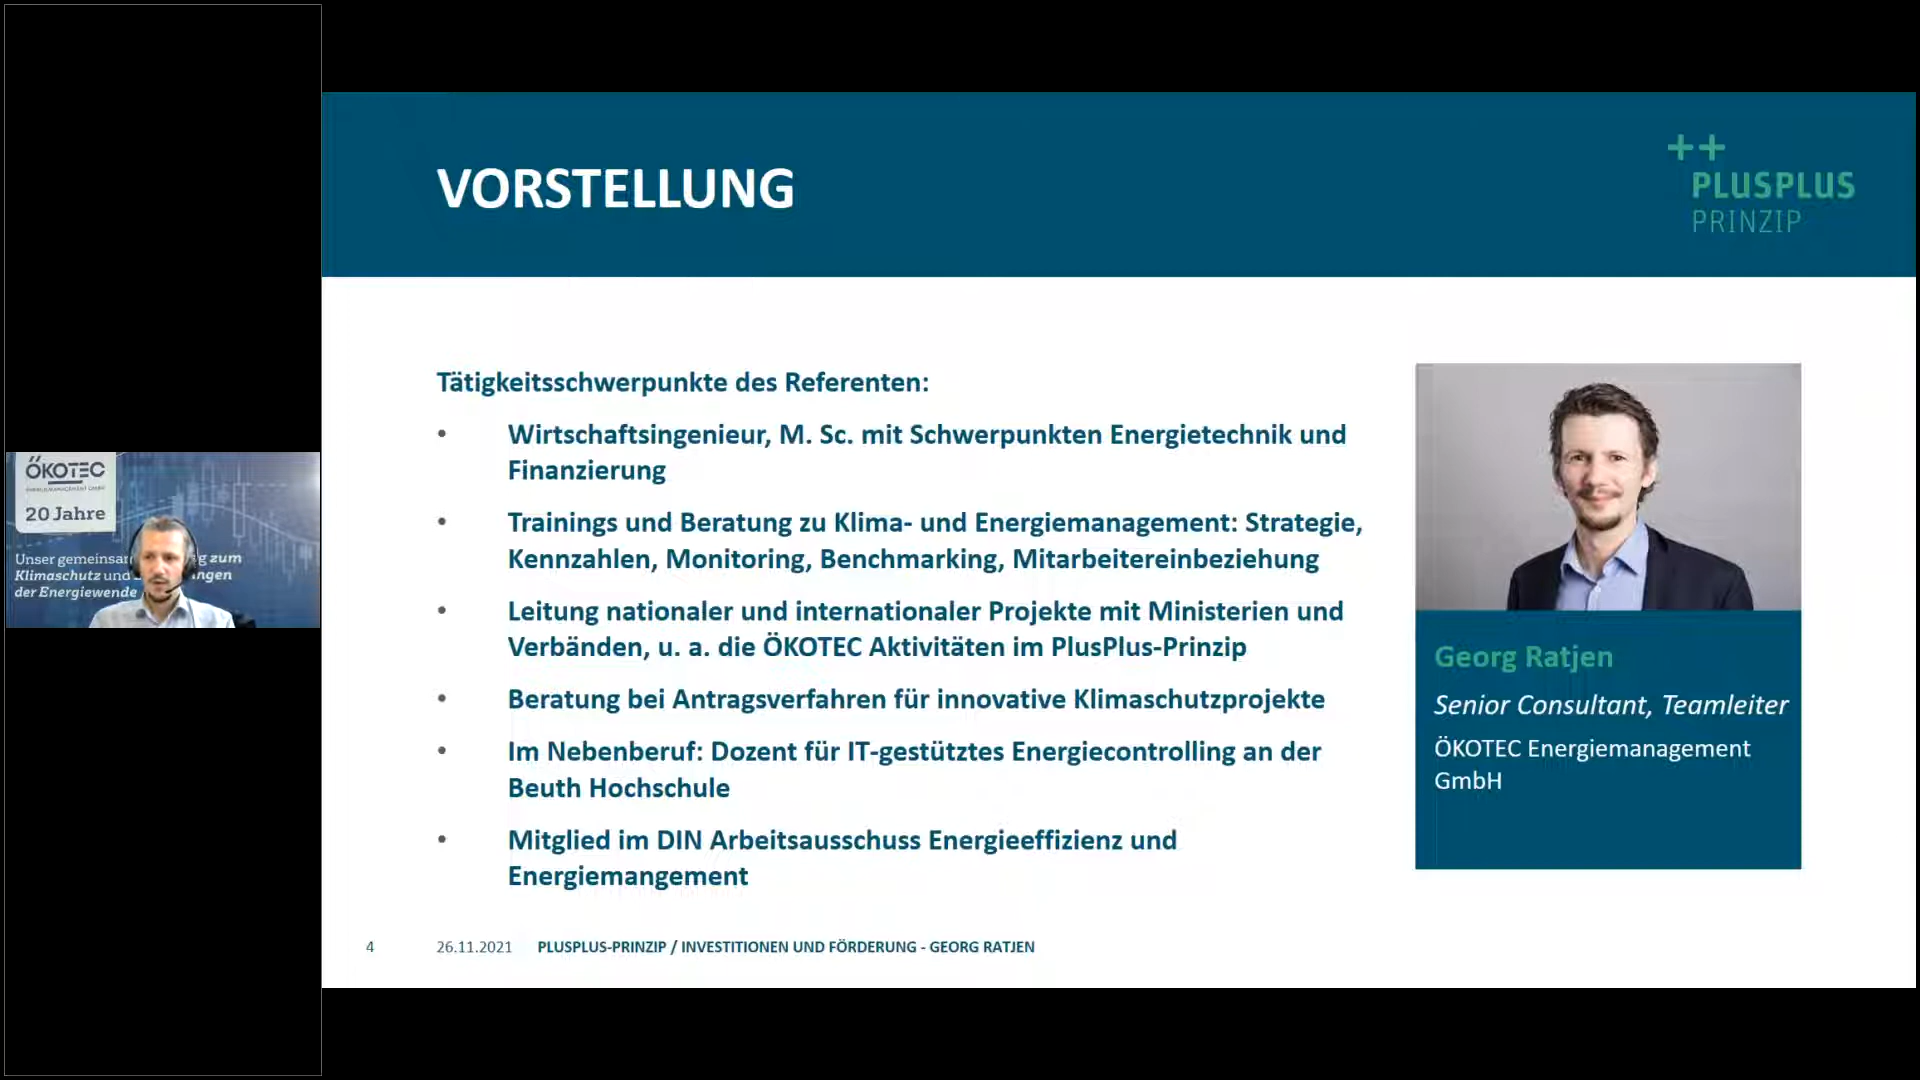 VORSTELLUNG
++
PLUSPLUS
PRINZIP
Tätigkeitsschwerpunkte des Referenten:
• Wirtschaftsingenieur, M. Sc. mit Schwerpunkten Energietechnik und
Finanzierung
• Trainings und Beratung zu Klima- und Energiemanagement: Strategie,
Kennzahlen, Monitoring, Benchmarking, Mitarbeitereinbeziehung
• Leitung nationaler und internationaler Projekte mit Ministerien und
Verbänden, u. a. die ÖKOTEC Aktivitäten im PlusPlus-Prinzip
• Beratung bei Antragsverfahren für innovative Klimaschutzprojekte
• Im Nebenberuf: Dozent für IT-gestütztes Energiecontrolling an der
Beuth Hochschule
• Mitglied im DIN Arbeitsausschuss Energieeffizienz und
Energiemangement
Georg Ratjen
Senior Consultant, Teamleiter
ÖKOTEC Energiemanagement
GmbH
4 26.11.2021 PLUSPLUS-PRINZIP / INVESTITIONEN UND FÖRDERUNG - GEORG RATJEN
ÖKOTEC
20 Jahre
Unser gemeinsa g zum
Klimaschutz und ngen
der Energiewende